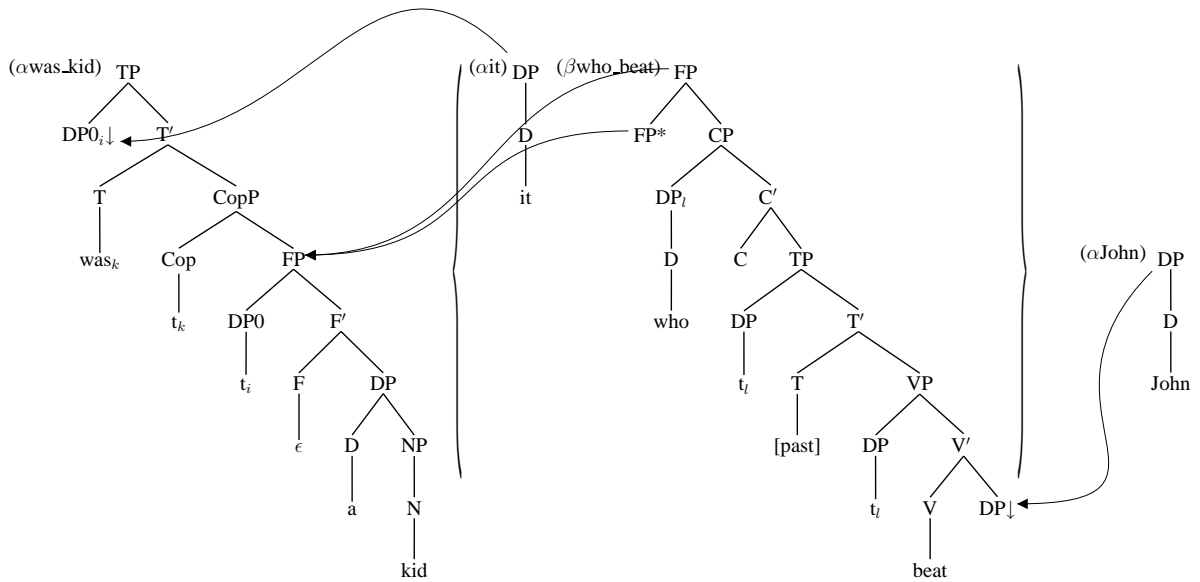 (αwas_kid) TP (αit) DP (βwho_beat) FP
DP0ᵢ↓ T′ D FP* CP
T CopP it DPₗ C′
wasₖ Cop FP D C TP (αJohn) DP
tₖ DP0 F′ who DP T′ D
tᵢ F DP tₗ T VP John
ϵ D NP [past] DP V′
a N tₗ V DP↓
kid beat